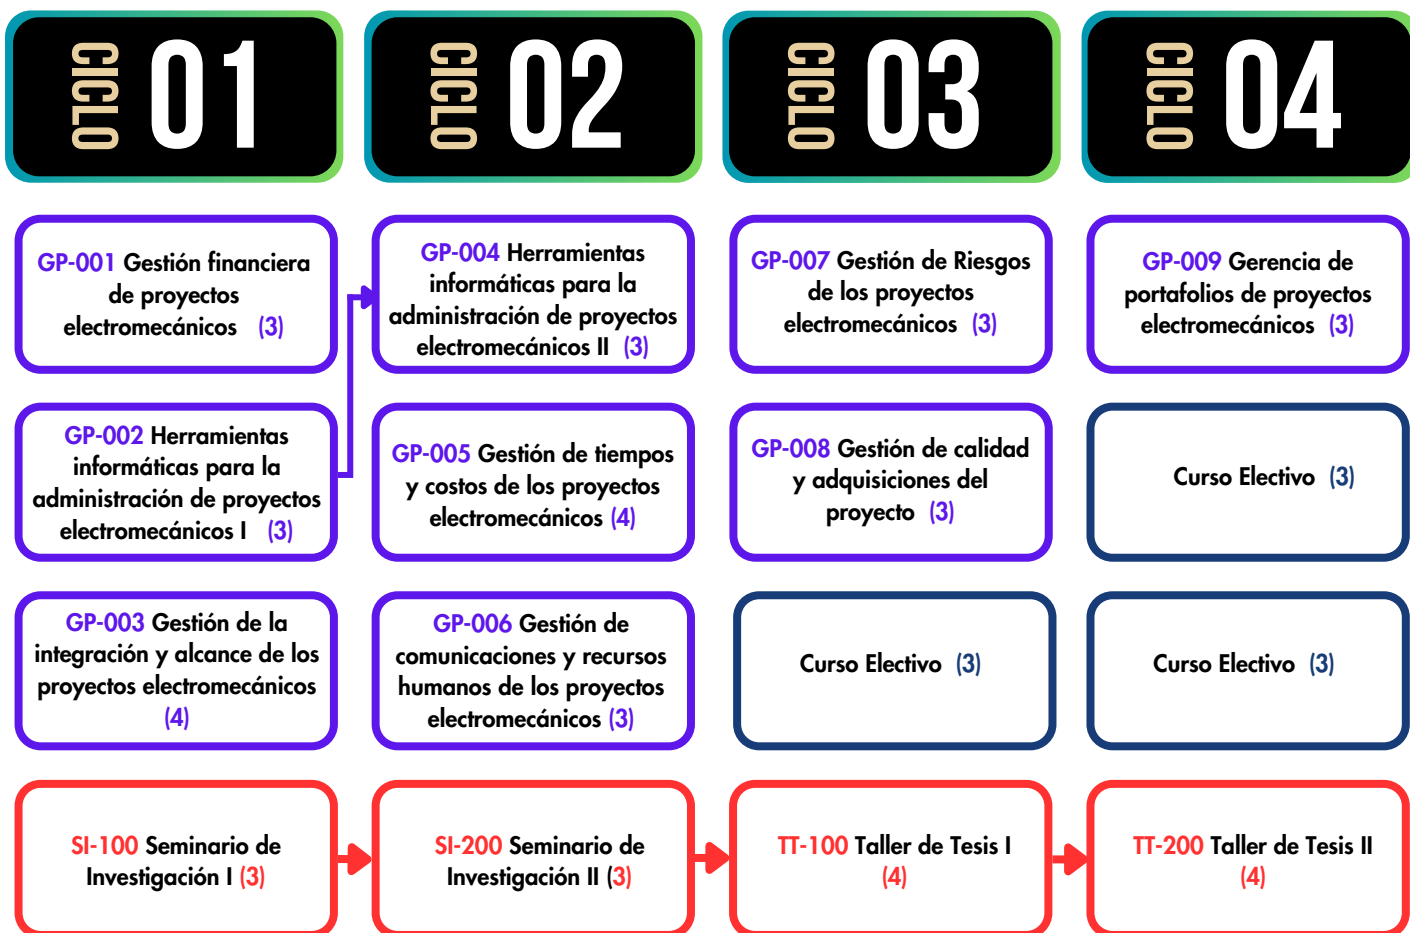 CICLO 01
CICLO 02
CICLO 03
CICLO 04
GP-001 Gestión financiera
de proyectos
electromecánicos (3)
GP-004 Herramientas
informáticas para la
administración de proyectos
electromecánicos II (3)
GP-007 Gestión de Riesgos
de los proyectos
electromecánicos (3)
GP-009 Gerencia de
portafolios de proyectos
electromecánicos (3)
GP-002 Herramientas
informáticas para la
administración de proyectos
electromecánicos I (3)
GP-005 Gestión de tiempos
y costos de los proyectos
electromecánicos (4)
GP-008 Gestión de calidad
y adquisiciones del
proyecto (3)
Curso Electivo (3)
GP-003 Gestión de la
integración y alcance de los
proyectos electromecánicos
(4)
GP-006 Gestión de
comunicaciones y recursos
humanos de los proyectos
electromecánicos (3)
Curso Electivo (3)
Curso Electivo (3)
SI-100 Seminario de
Investigación I (3)
SI-200 Seminario de
Investigación II (3)
TT-100 Taller de Tesis I
(4)
TT-200 Taller de Tesis II
(4)